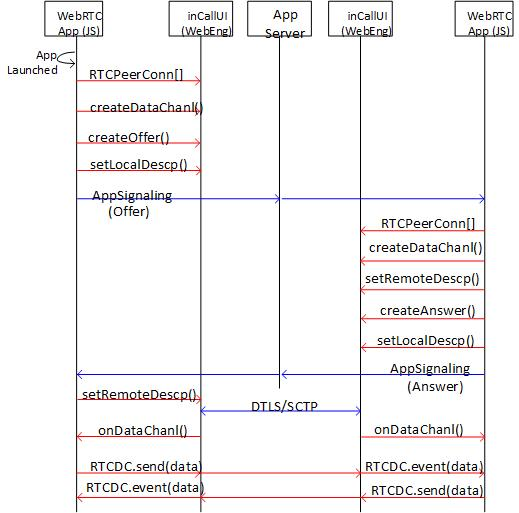 WebRTC
App (JS)
inCallUI
(WebEng)
App
Server
inCallUI
(WebEng)
WebRTC
App (JS)
App
Launched
RTCPeerConn[]
createDataChanl()
createOffer()
setLocalDescp()
AppSignaling
(Offer)
RTCPeerConn[]
createDataChanl()
setRemoteDescp()
createAnswer()
setLocalDescp()
AppSignaling
(Answer)
setRemoteDescp()
DTLS/SCTP
onDataChanl()
onDataChanl()
RTCDC.send(data)
RTCDC.event(data)
RTCDC.event(data)
RTCDC.send(data)